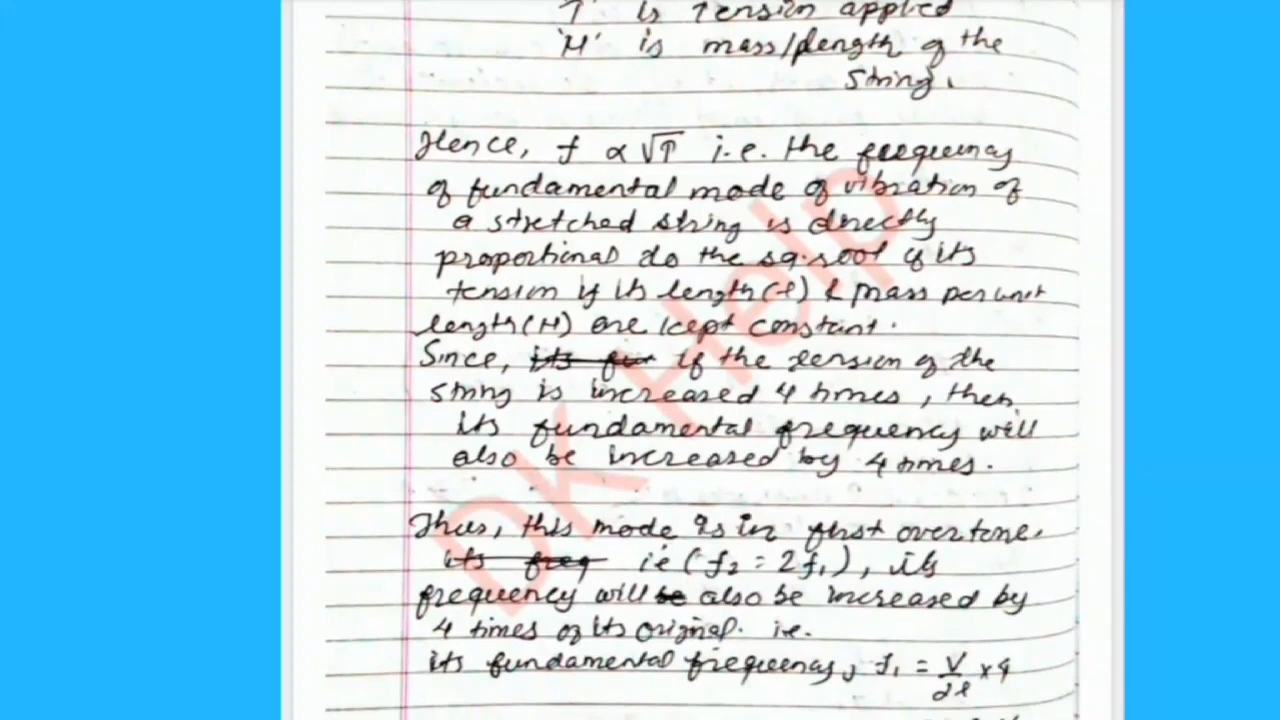 'T' is Tension applied
'μ' is mass/length of the
string.
Hence, f ∝ √T i.e. the frequency
of fundamental mode of vibration of
a stretched string is directly
proportional to the sq. root of its
tension if its length(l) & mass per unit
length(μ) are kept constant.
Since, its fur if the tension of the
string is increased 4 times, then
its fundamental frequency will
also be increased by 4 times.
Thus, this mode is in first overtone.
its freq ie (f₂ = 2f₁), its
frequency will be also be increased by
4 times of its original. i.e.
its fundamental frequency, f₁ = V/2l × 4
DK Help